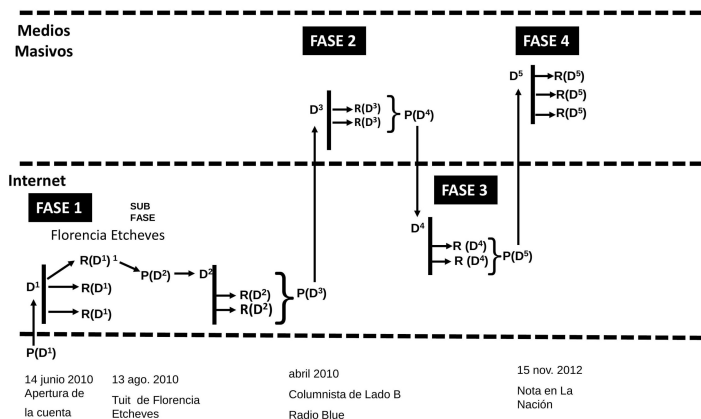 Medios
Masivos
FASE 2
FASE 4
D³
R(D³)
R(D³)
P(D⁴)
D⁵
R(D⁵)
R(D⁵)
R(D⁵)
Internet
FASE 1
SUB
FASE
FASE 3
Florencia Etcheves
D¹
R(D¹) ¹
R(D¹)
R(D¹)
P(D²)
D²
R(D²)
R(D²)
P(D³)
D⁴
R (D⁴)
R (D⁴)
P(D⁵)
P(D¹)
14 junio 2010
Apertura de
la cuenta
13 ago. 2010
Tuit de Florencia
Etcheves
abril 2010
Columnista de Lado B
Radio Blue
15 nov. 2012
Nota en La
Nación